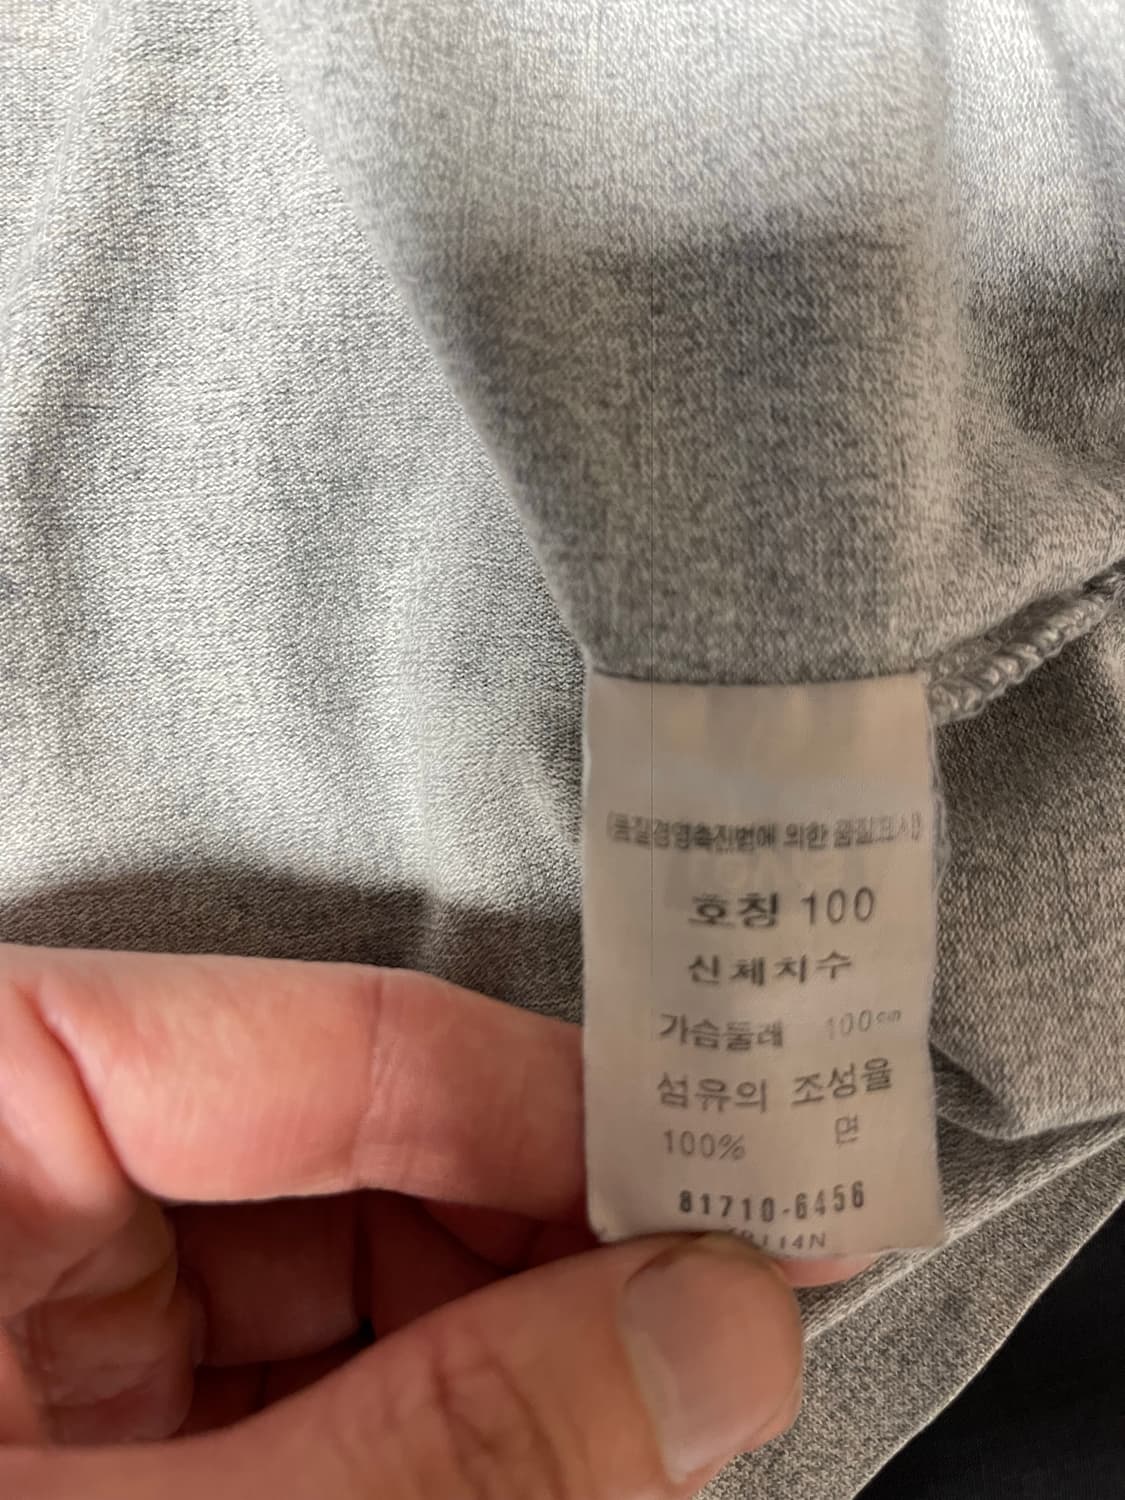 (품질경영촉진법에 의한 품질표시)
호칭 100
신체치수
가슴둘레 100cm
섬유의 조성율
100% 면
81710-6456